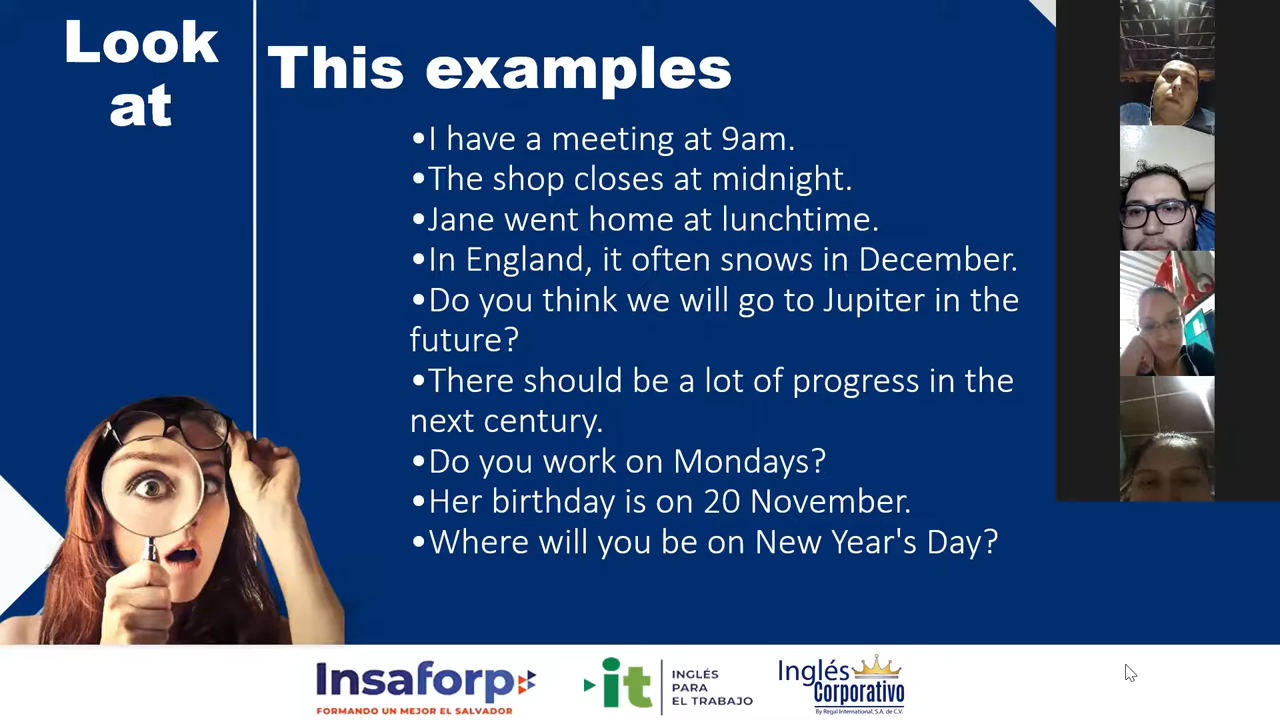 Look
at
This examples
•I have a meeting at 9am.
•The shop closes at midnight.
•Jane went home at lunchtime.
•In England, it often snows in December.
•Do you think we will go to Jupiter in the
future?
•There should be a lot of progress in the
next century.
•Do you work on Mondays?
•Her birthday is on 20 November.
•Where will you be on New Year's Day?
Insaforp
FORMANDO UN MEJOR EL SALVADOR
it
INGLÉS
PARA
EL TRABAJO
Inglés
Corporativo
By Regal International, S.A. de C.V.